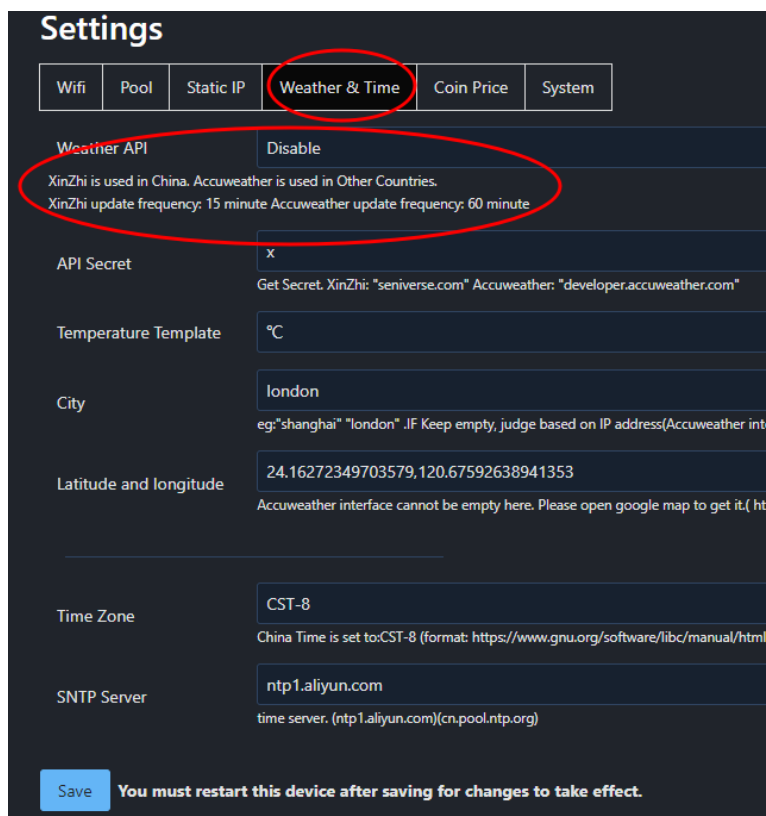 Settings
Wifi Pool Static IP Weather & Time Coin Price System
Weather API Disable
XinZhi is used in China. Accuweather is used in Other Countries.
XinZhi update frequency: 15 minute Accuweather update frequency: 60 minute
API Secret x
Get Secret. XinZhi: "seniverse.com" Accuweather: "developer.accuweather.com"
Temperature Template ℃
City london
eg:"shanghai" "london" .IF Keep empty, judge based on IP address(Accuweather int
Latitude and longitude 24.16272349703579,120.67592638941353
Accuweather interface cannot be empty here. Please open google map to get it.( ht
Time Zone CST-8
China Time is set to:CST-8 (format: https://www.gnu.org/software/libc/manual/html
SNTP Server ntp1.aliyun.com
time server. (ntp1.aliyun.com)(cn.pool.ntp.org)
Save You must restart this device after saving for changes to take effect.